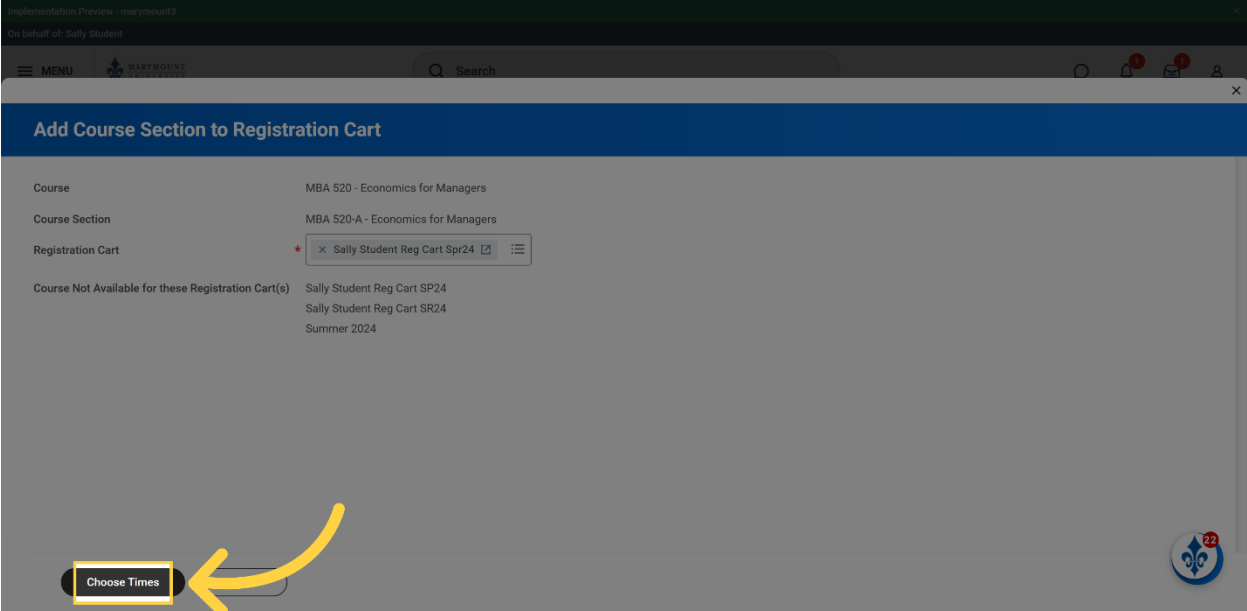 Implementation Preview - marymount3
On behalf of: Sally Student
MENU
MARYMOUNT
UNIVERSITY
Search
1
1
Add Course Section to Registration Cart
Course
MBA 520 - Economics for Managers
Course Section
MBA 520-A - Economics for Managers
Registration Cart
* × Sally Student Reg Cart Spr24
Course Not Available for these Registration Cart(s)
Sally Student Reg Cart SP24
Sally Student Reg Cart SR24
Summer 2024
22
Choose Times